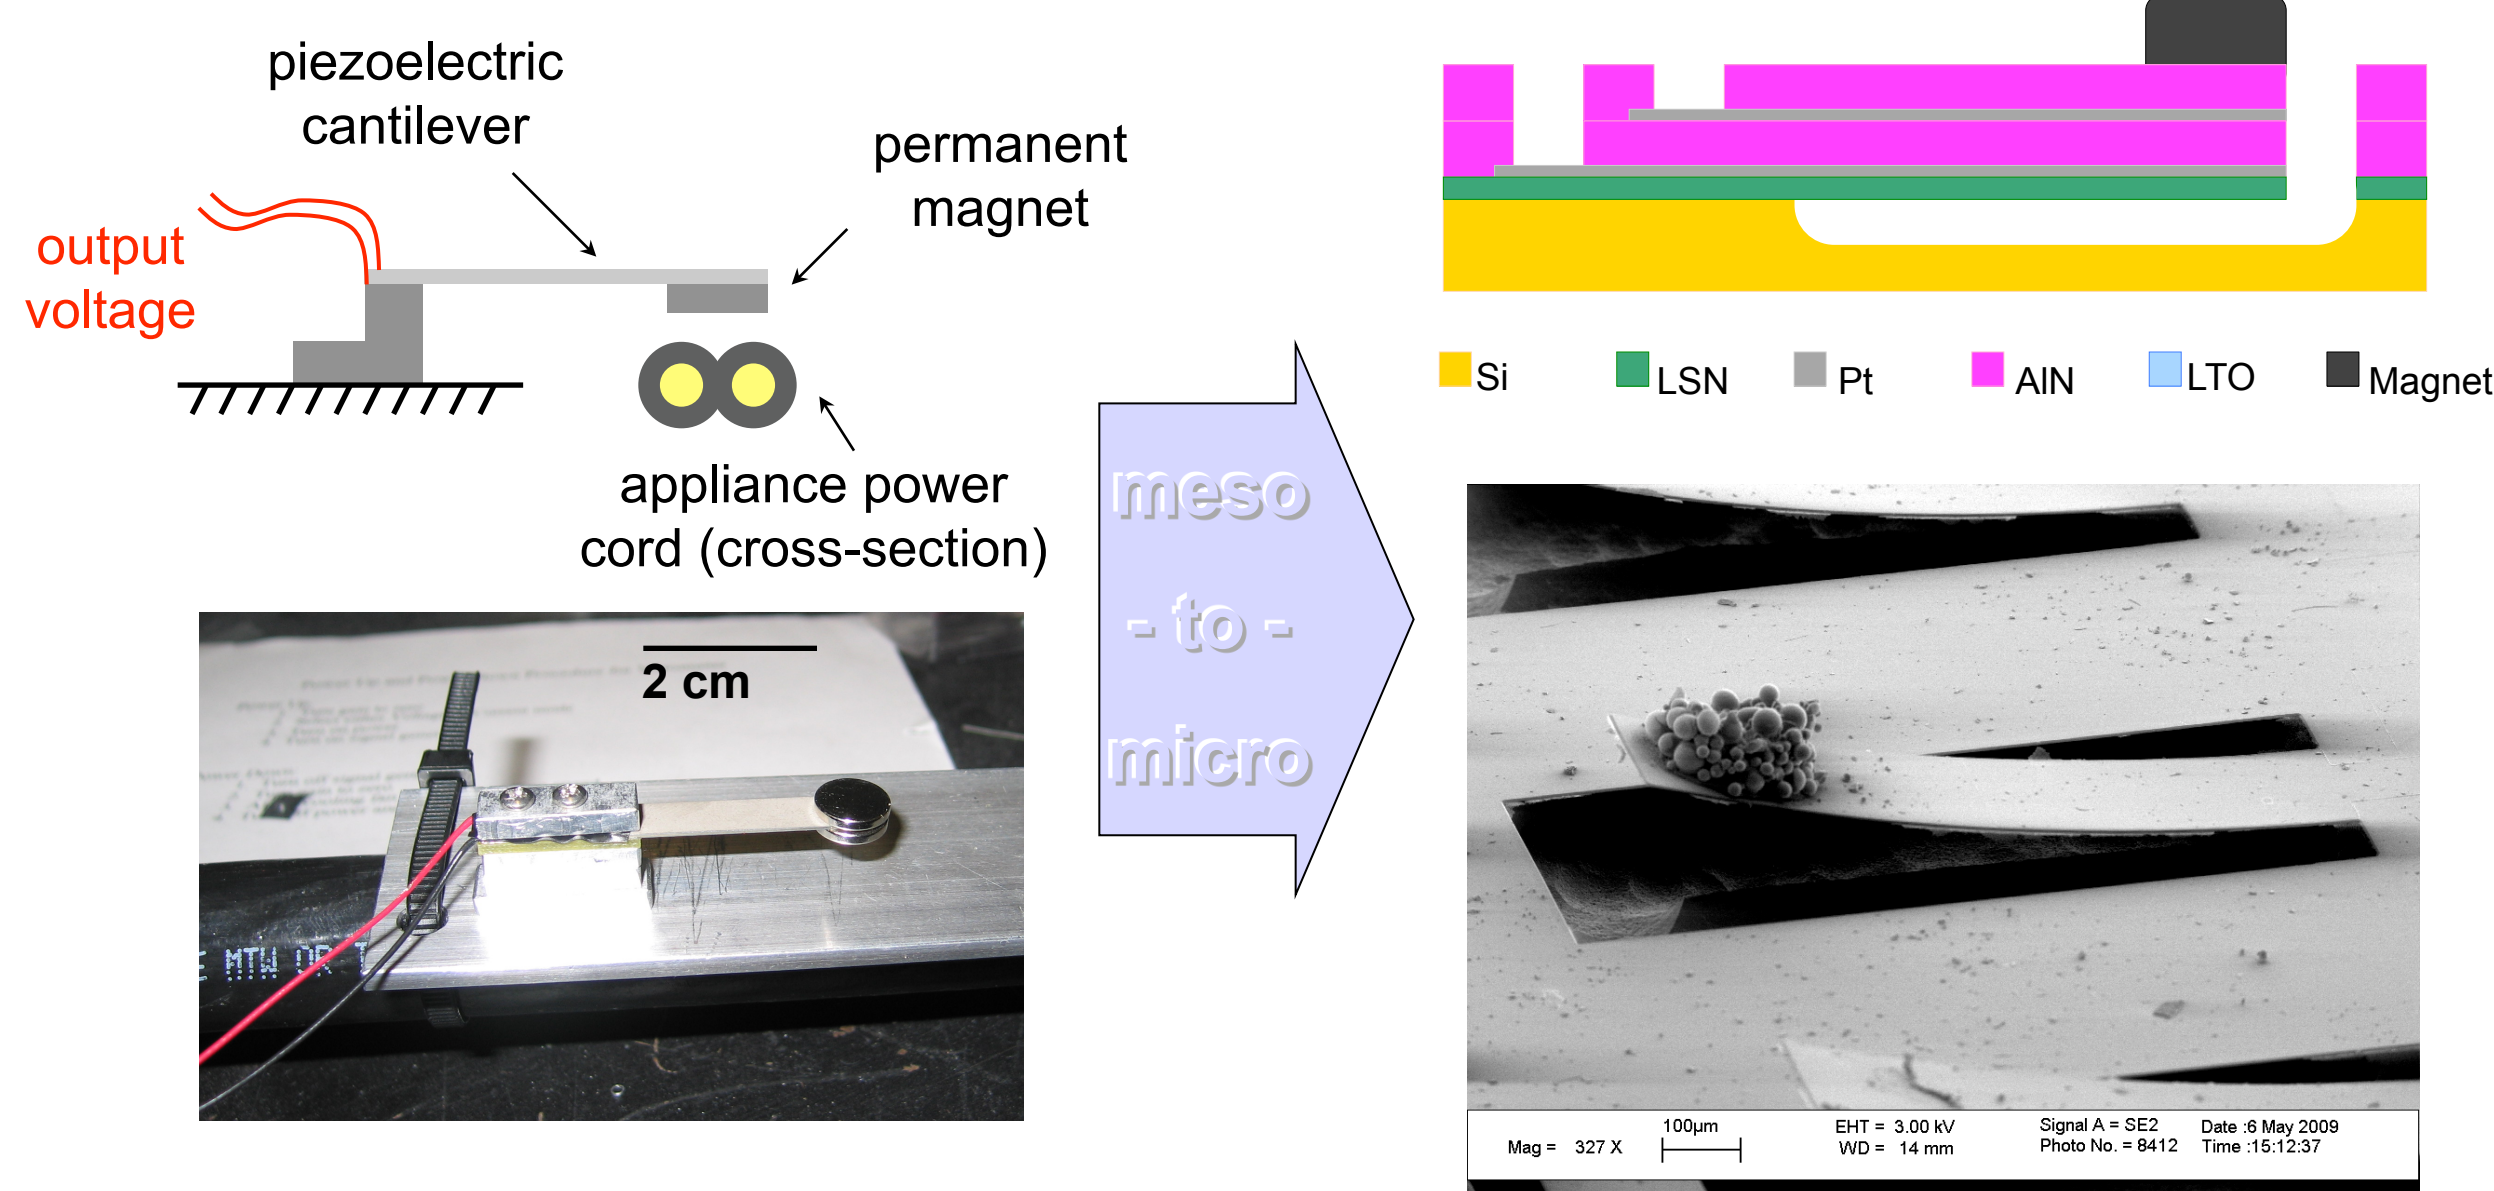 piezoelectric
cantilever
permanent
magnet
output
voltage
appliance power
cord (cross-section)
2 cm
MTW OR T
meso
- to -
micro
Si
LSN
Pt
AlN
LTO
Magnet
Mag = 327 X
100µm
EHT = 3.00 kV
WD = 14 mm
Signal A = SE2
Photo No. = 8412
Date :6 May 2009
Time :15:12:37